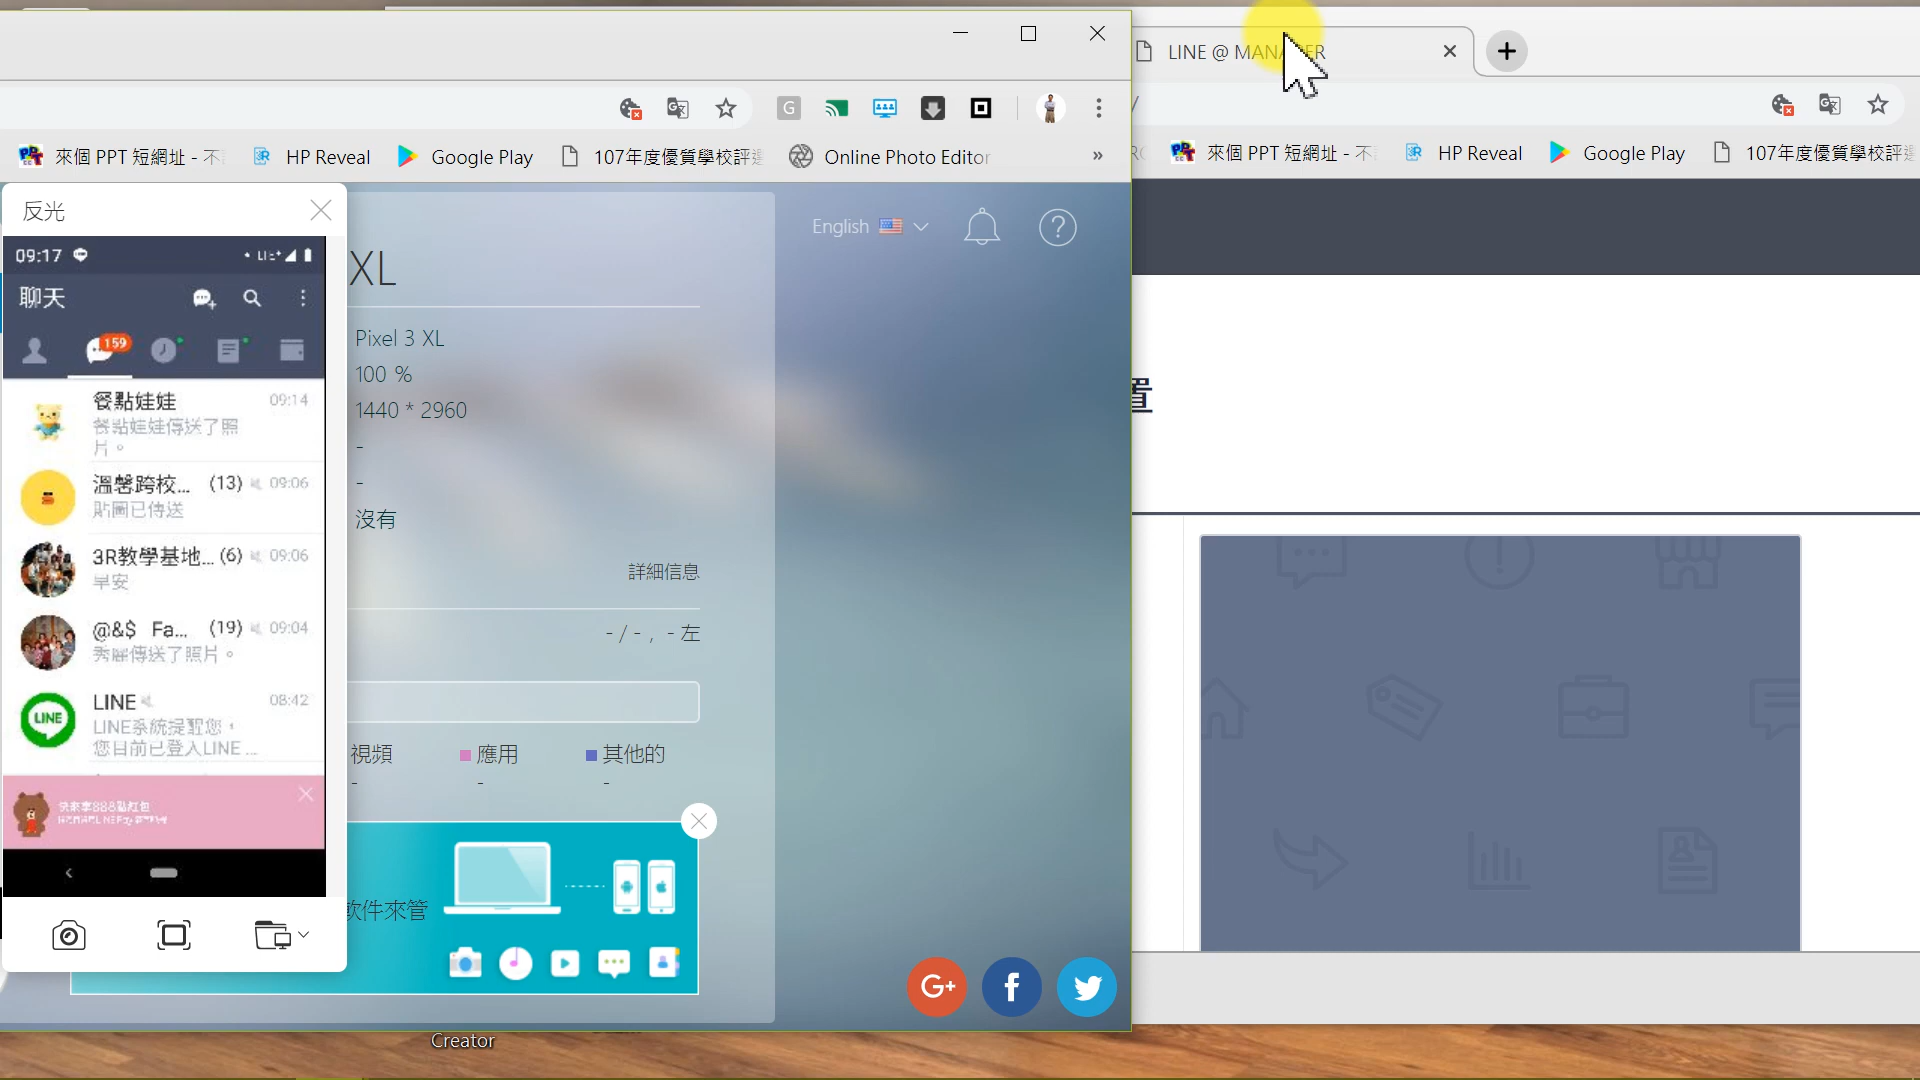 LINE @ MANA ER
G
來個 PPT 短網址 - 不
HP Reveal
Google Play
107年度優質學校評選
Online Photo Editor
»
來個 PPT 短網址 - 不
HP Reveal
Google Play
107年度優質學校評選
反光
09:17
聊天
159
餐點娃娃
09:14
餐點娃娃傳送了照
片。
溫馨跨校... (13) 09:06
貼圖已傳送
3R教學基地... (6) 09:06
早安
@&$ Fa... (19) 09:04
秀麗傳送了照片。
LINE 08:42
LINE
LINE系統提醒您，
您目前已登入LINE ...
English
?
XL
Pixel 3 XL
100 %
1440 * 2960
-
-
沒有
詳細信息
- / - , - 左
視頻
應用
其他的
-
-
-
軟件來管
置
G+
f
Creator